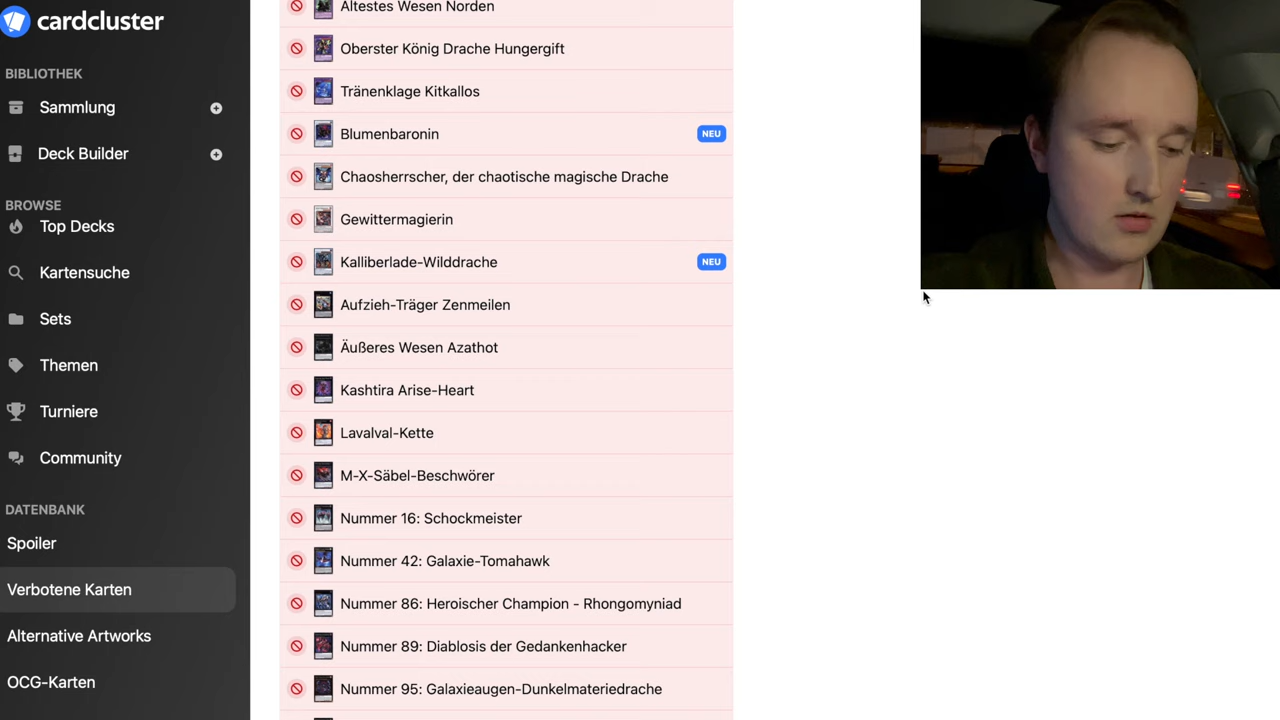 cardcluster
BIBLIOTHEK
Sammlung
Deck Builder
BROWSE
Top Decks
Kartensuche
Sets
Themen
Turniere
Community
DATENBANK
Spoiler
Verbotene Karten
Alternative Artworks
OCG-Karten
Ältestes Wesen Norden
Oberster König Drache Hungergift
Tränenklage Kitkallos
Blumenbaronin NEU
Chaosherrscher, der chaotische magische Drache
Gewittermagierin
Kalliberlade-Wilddrache NEU
Aufzieh-Träger Zenmeilen
Äußeres Wesen Azathot
Kashtira Arise-Heart
Lavalval-Kette
M-X-Säbel-Beschwörer
Nummer 16: Schockmeister
Nummer 42: Galaxie-Tomahawk
Nummer 86: Heroischer Champion - Rhongomyniad
Nummer 89: Diablosis der Gedankenhacker
Nummer 95: Galaxieaugen-Dunkelmateriedrache